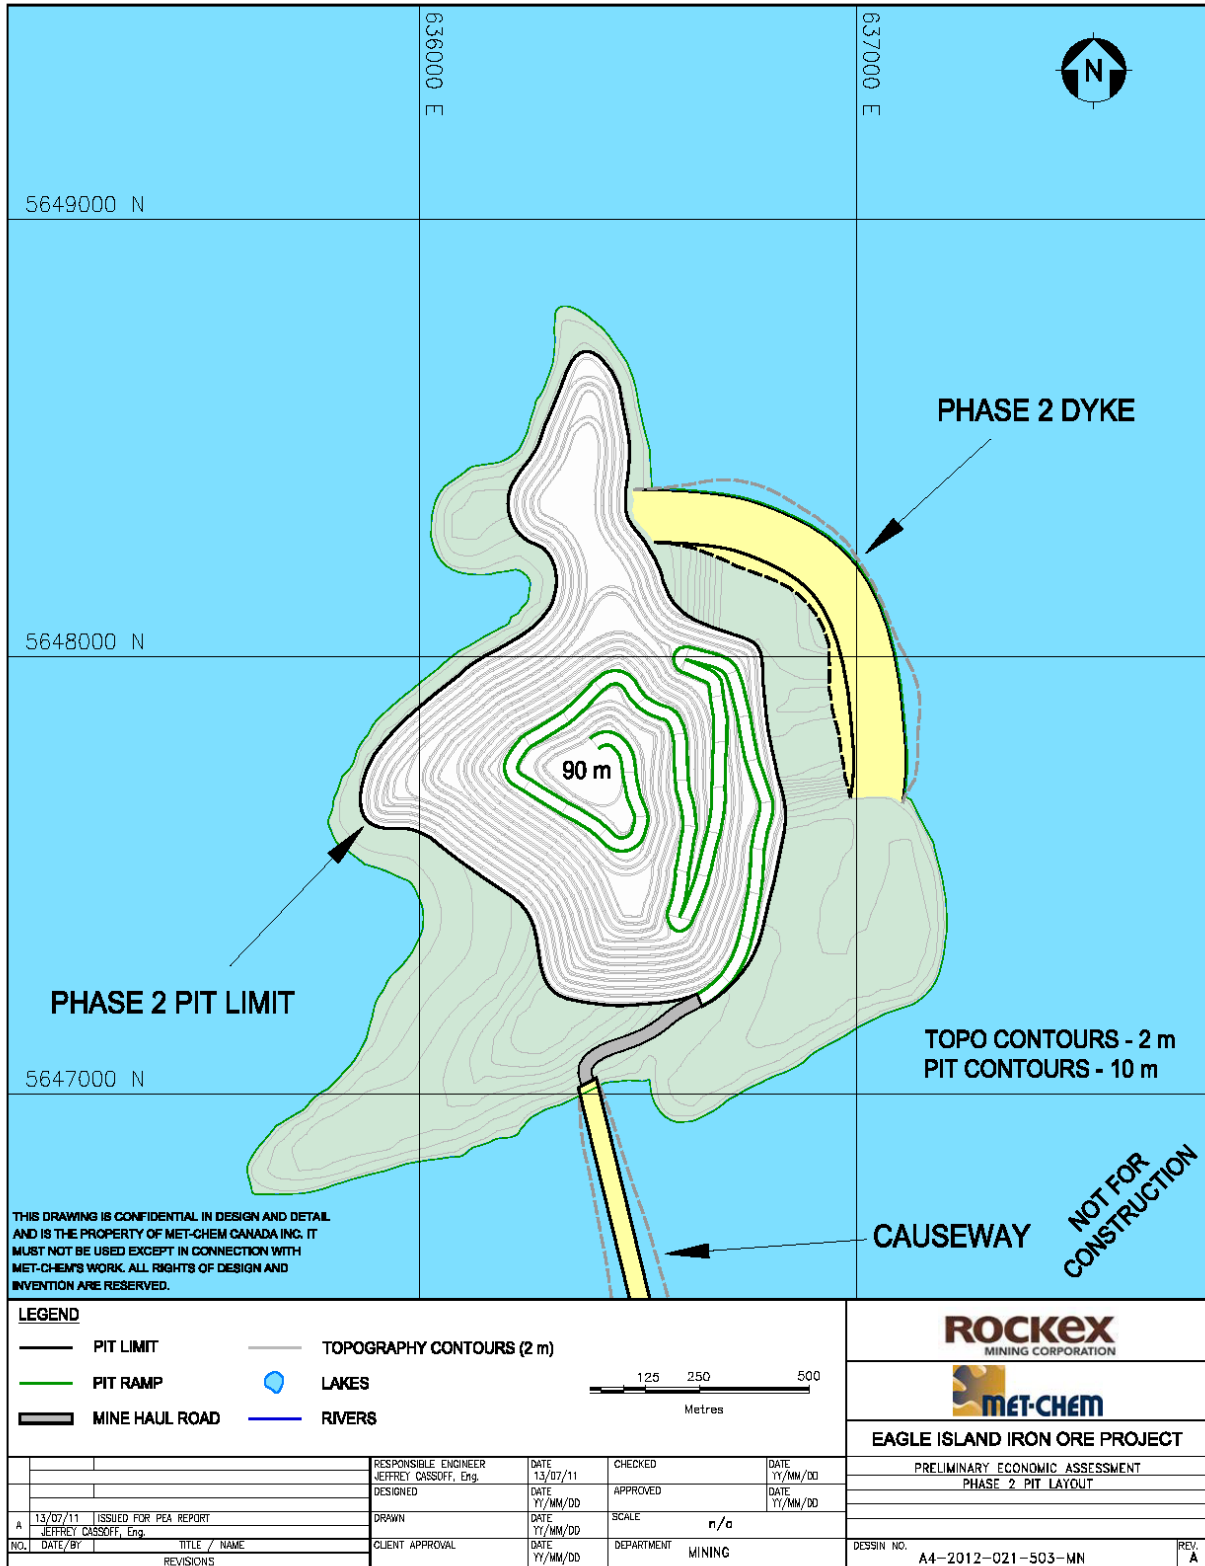 636000 E
637000 E
N
5649000 N
PHASE 2 DYKE
5648000 N
90 m
PHASE 2 PIT LIMIT
TOPO CONTOURS - 2 m
PIT CONTOURS - 10 m
5647000 N
NOT FOR
CONSTRUCTION
CAUSEWAY
THIS DRAWING IS CONFIDENTIAL IN DESIGN AND DETAIL
AND IS THE PROPERTY OF MET-CHEM CANADA INC. IT
MUST NOT BE USED EXCEPT IN CONNECTION WITH
MET-CHEM'S WORK. ALL RIGHTS OF DESIGN AND
INVENTION ARE RESERVED.
LEGEND
PIT LIMIT
TOPOGRAPHY CONTOURS (2 m)
PIT RAMP
LAKES
MINE HAUL ROAD
RIVERS
125 250 500
Metres
ROCKEX
MINING CORPORATION
MET-CHEM
EAGLE ISLAND IRON ORE PROJECT
PRELIMINARY ECONOMIC ASSESSMENT
PHASE 2 PIT LAYOUT
RESPONSIBLE ENGINEER
JEFFREY CASSOFF, Eng.
DATE
13/07/11
CHECKED
DATE
YY/MM/DD
DESIGNED
DATE
YY/MM/DD
APPROVED
DATE
YY/MM/DD
A 13/07/11 ISSUED FOR PEA REPORT
JEFFREY CASSOFF, Eng.
DRAWN
DATE
YY/MM/DD
SCALE
n/a
NO. DATE/BY TITLE / NAME
REVISIONS
CLIENT APPROVAL
DATE
YY/MM/DD
DEPARTMENT
MINING
DESSIN NO.
A4-2012-021-503-MN
REV.
A